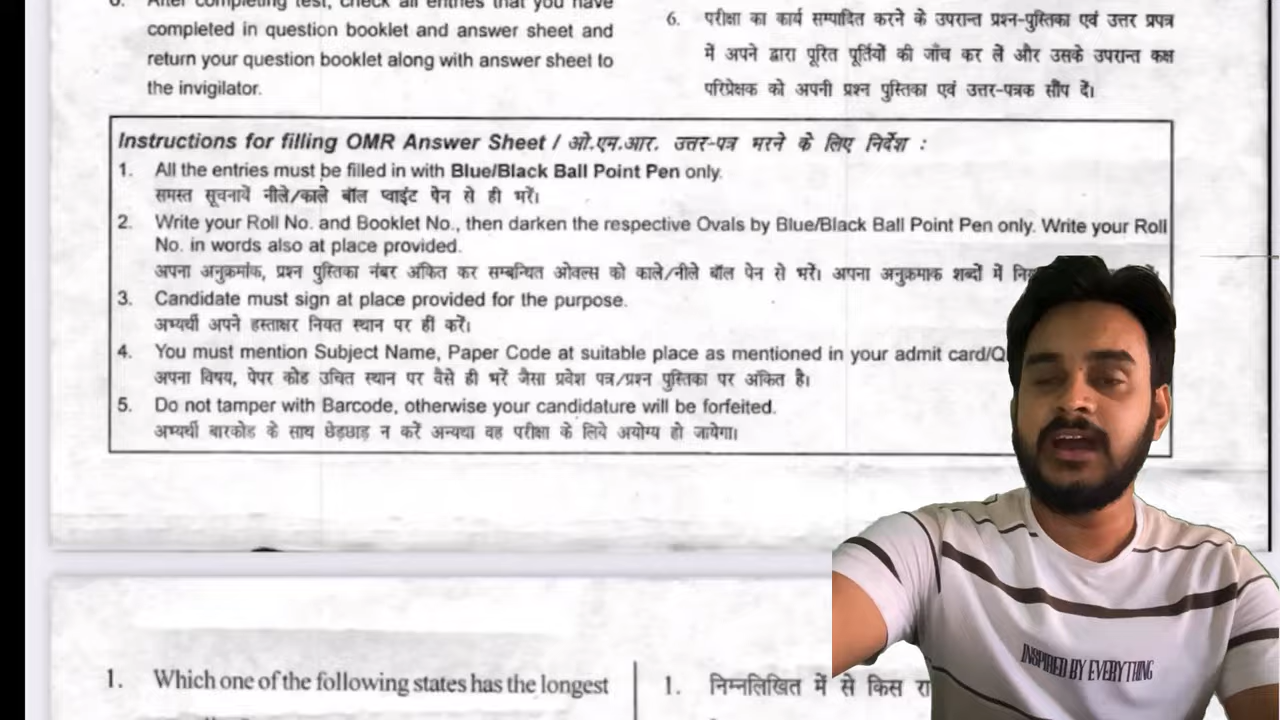 6. After completing test, check all entries that you have
completed in question booklet and answer sheet and
return your question booklet along with answer sheet to
the invigilator.
6. परीक्षा का कार्य सम्पादित करने के उपरान्त प्रश्न-पुस्तिका एवं उत्तर प्रपत्र
में अपने द्वारा पूरित पूर्तियों की जाँच कर लें और उसके उपरान्त कक्ष
परिप्रेक्षक को अपनी प्रश्न पुस्तिका एवं उत्तर-पत्रक सौंप दें।
Instructions for filling OMR Answer Sheet / ओ.एम.आर. उत्तर-पत्र भरने के लिए निर्देश :
1. All the entries must be filled in with Blue/Black Ball Point Pen only.
समस्त सूचनायें नीले/काले बॉल प्वाइंट पेन से ही भरें।
2. Write your Roll No. and Booklet No., then darken the respective Ovals by Blue/Black Ball Point Pen only. Write your Roll
No. in words also at place provided.
अपना अनुक्रमांक, प्रश्न पुस्तिका नंबर अंकित कर सम्बन्धित ओवल्स को काले/नीले बॉल पेन से भरें। अपना अनुक्रमाक शब्दों में
3. Candidate must sign at place provided for the purpose.
अभ्यर्थी अपने हस्ताक्षर नियत स्थान पर ही करें।
4. You must mention Subject Name, Paper Code at suitable place as mentioned in your admit card/Q
अपना विषय, पेपर कोड उचित स्थान पर वैसे ही भरें जैसा प्रवेश पत्र/प्रश्न पुस्तिका पर अंकित है।
5. Do not tamper with Barcode, otherwise your candidature will be forfeited.
अभ्यर्थी बारकोड के साथ छेड़छाड़ न करें अन्यथा वह परीक्षा के लिये अयोग्य हो जायेगा।
1. Which one of the following states has the longest
1. निम्नलिखित में से किस रा
INSPIRED BY EVERYTHING